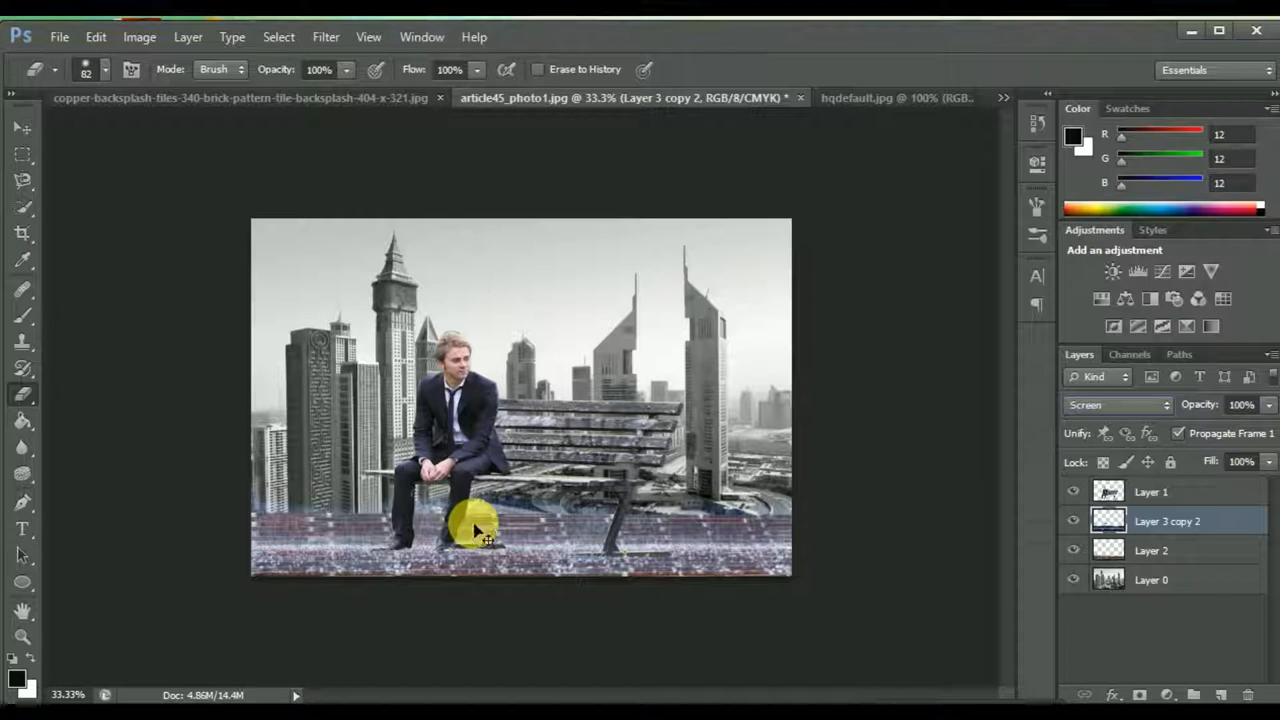 Ps File Edit Image Layer Type Select Filter View Window Help
82 Mode: Brush Opacity: 100% Flow: 100% Erase to History Essentials
copper-backsplash-tiles-340-brick-pattern-tile-backsplash-404-x-321.jpg × article45_photo1.jpg @ 33.3% (Layer 3 copy 2, RGB/8/CMYK) * × hqdefault.jpg @ 100% (RGB..
Color Swatches
R 12
G 12
B 12
Adjustments Styles
Add an adjustment
Layers Channels Paths
Kind
Screen Opacity: 100%
Unify: Propagate Frame 1
Lock: Fill: 100%
Layer 1
Layer 3 copy 2
Layer 2
Layer 0
33.33% Doc: 4.86M/14.4M